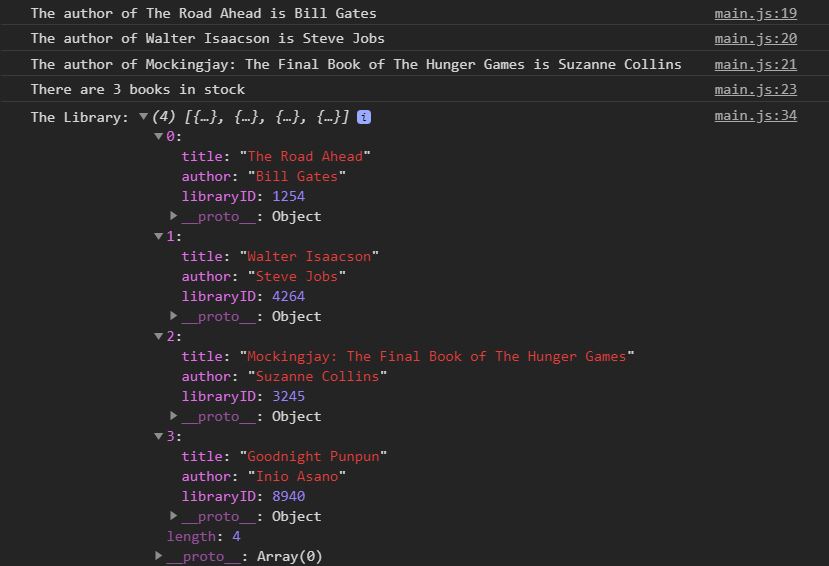 The author of The Road Ahead is Bill Gates main.js:19
The author of Walter Isaacson is Steve Jobs main.js:20
The author of Mockingjay: The Final Book of The Hunger Games is Suzanne Collins main.js:21
There are 3 books in stock main.js:23
The Library: ▼(4) [{…}, {…}, {…}, {…}] i main.js:34
▼0:
title: "The Road Ahead"
author: "Bill Gates"
libraryID: 1254
▶__proto__: Object
▼1:
title: "Walter Isaacson"
author: "Steve Jobs"
libraryID: 4264
▶__proto__: Object
▼2:
title: "Mockingjay: The Final Book of The Hunger Games"
author: "Suzanne Collins"
libraryID: 3245
▶__proto__: Object
▼3:
title: "Goodnight Punpun"
author: "Inio Asano"
libraryID: 8940
▶__proto__: Object
length: 4
▶__proto__: Array(0)